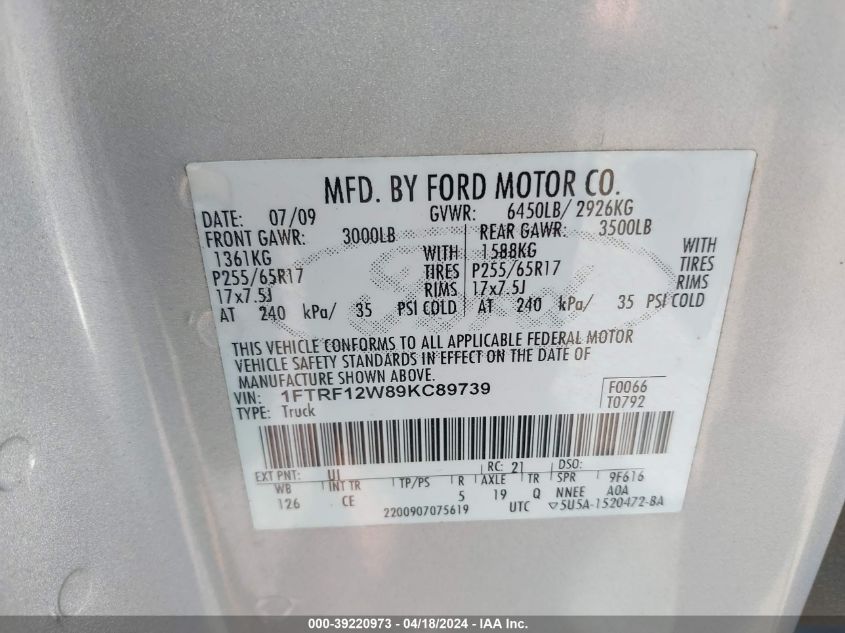 MFD. BY FORD MOTOR CO.
DATE: 07/09 GVWR: 6450LB/ 2926KG
FRONT GAWR: 3000LB REAR GAWR: 3500LB
1361KG WITH 1588KG WITH
P255/65R17 TIRES P255/65R17 TIRES
17x7.5J RIMS 17x7.5J RIMS
AT 240 kPa/ 35 PSI COLD AT 240 kPa/ 35 PSI COLD
THIS VEHICLE CONFORMS TO ALL APPLICABLE FEDERAL MOTOR
VEHICLE SAFETY STANDARDS IN EFFECT ON THE DATE OF
MANUFACTURE SHOWN ABOVE.
VIN: 1FTRF12W89KC89739 F0066
TYPE: Truck T0792
EXT PNT: UI RC: 21 DSO:
WB INT TR TP/PS R AXLE TR SPR 9F616
126 CE 5 19 Q NNEE A0A
2200907075619 UTC ▽5U5A-1520472-BA
000-39220973 - 04/18/2024 - IAA Inc.